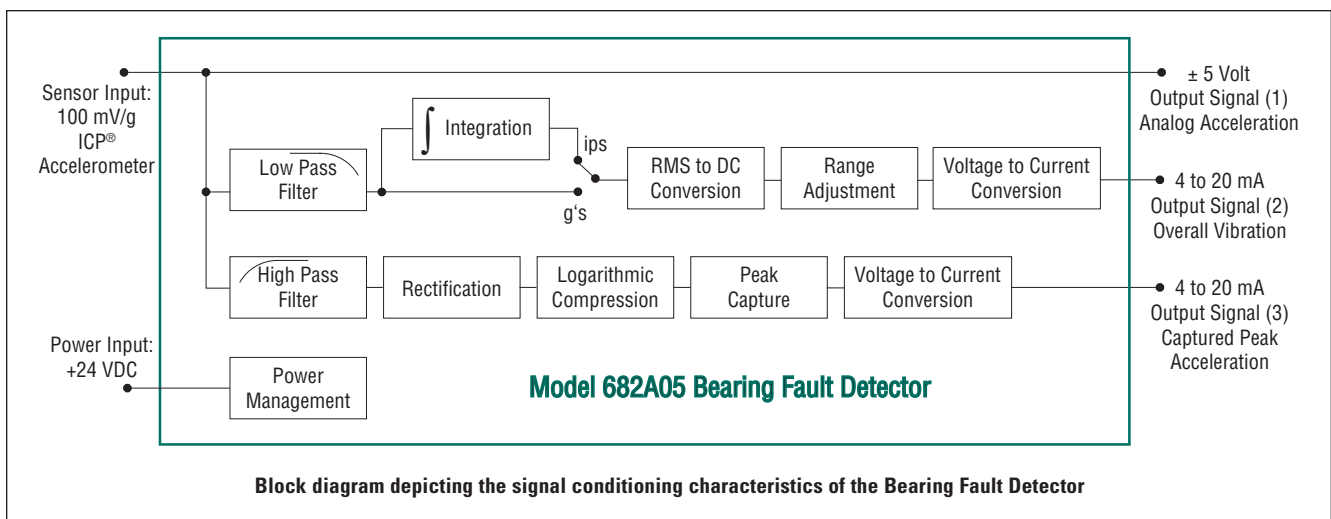 Sensor Input:
100 mV/g
ICP®
Accelerometer
Power Input:
+24 VDC
∫ Integration
ips
g's
Low Pass
Filter
RMS to DC
Conversion
Range
Adjustment
Voltage to Current
Conversion
High Pass
Filter
Rectification
Logarithmic
Compression
Peak
Capture
Voltage to Current
Conversion
Power
Management
Model 682A05 Bearing Fault Detector
± 5 Volt
Output Signal (1)
Analog Acceleration
4 to 20 mA
Output Signal (2)
Overall Vibration
4 to 20 mA
Output Signal (3)
Captured Peak
Acceleration
Block diagram depicting the signal conditioning characteristics of the Bearing Fault Detector